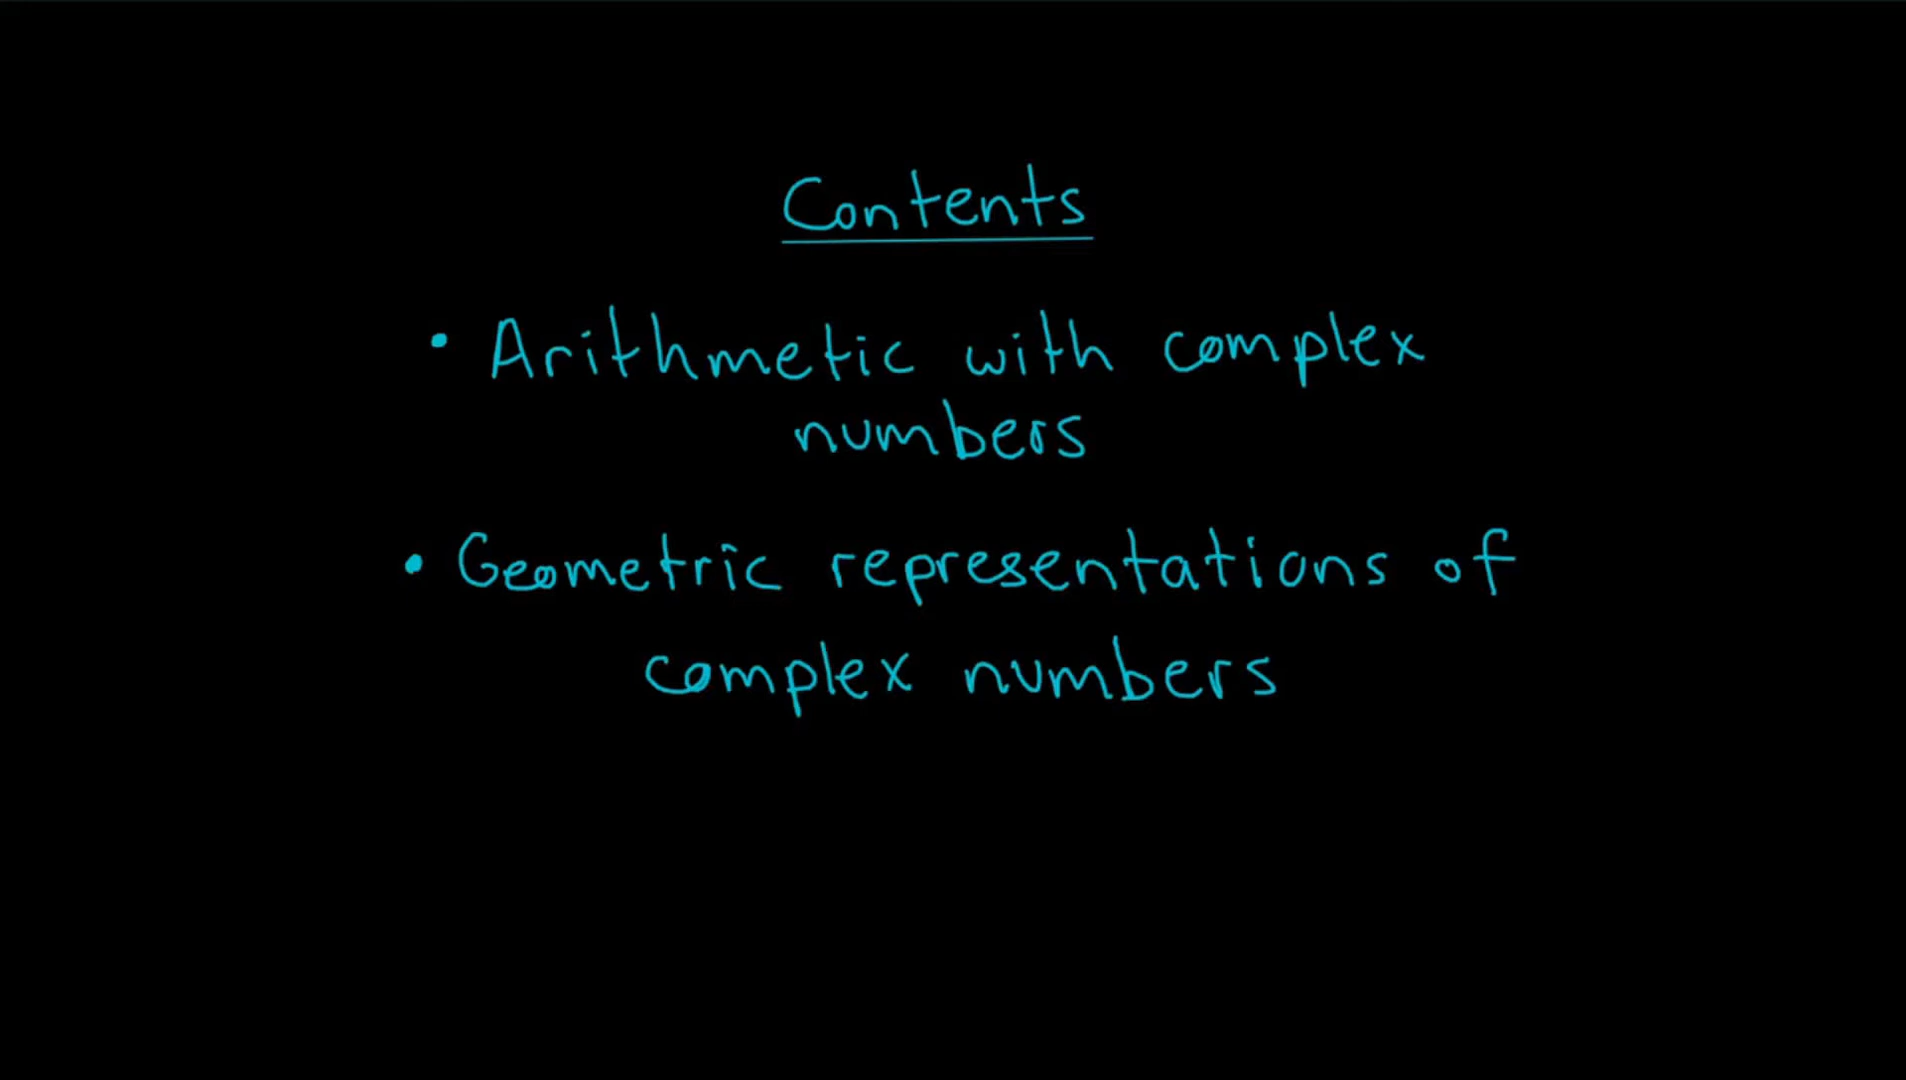 Contents
• Arithmetic with complex
numbers
• Geometric representations of
complex numbers